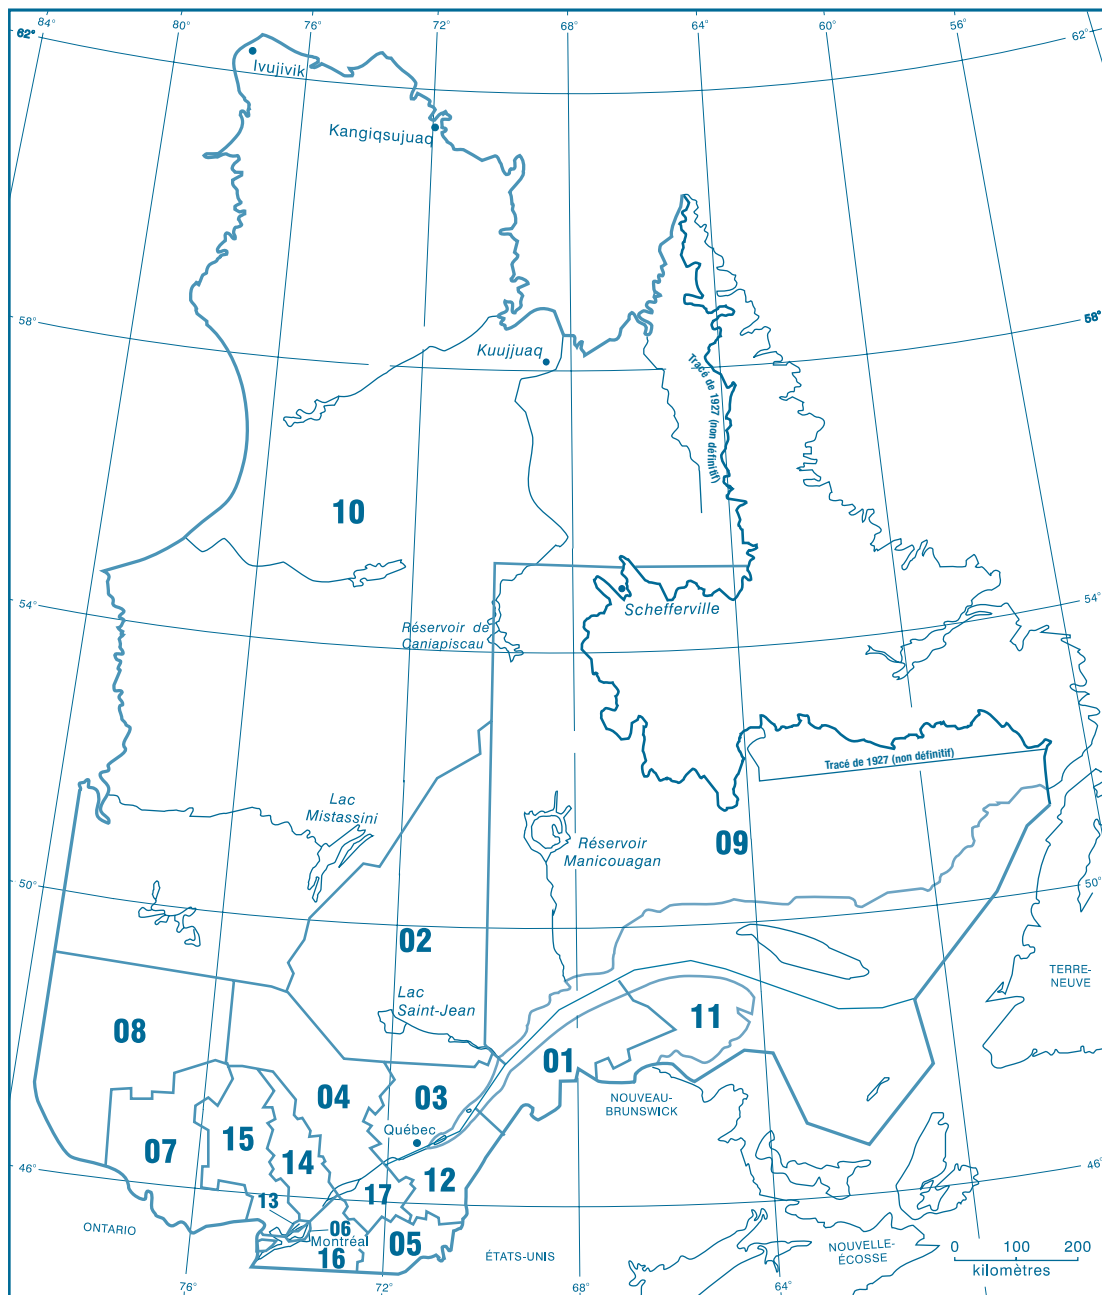 84°
80°
76°
72°
68°
64°
60°
56°
62°
62°
Ivujivik
Kangiqsujuaq
58°
58°
Kuujjuaq
Tracé de 1927 (non définitif)
10
54°
54°
Schefferville
Réservoir de
Caniapiscau
Tracé de 1927 (non définitif)
Lac
Mistassini
Réservoir
Manicouagan
09
50°
50°
02
TERRE-
NEUVE
Lac
Saint-Jean
11
08
01
04
03
NOUVEAU-
BRUNSWICK
Québec
15
07
14
12
46°
46°
13
17
ONTARIO
06
Montréal
05
16
ÉTATS-UNIS
NOUVELLE-
ÉCOSSE
0 100 200
kilomètres
76°
72°
68°
64°